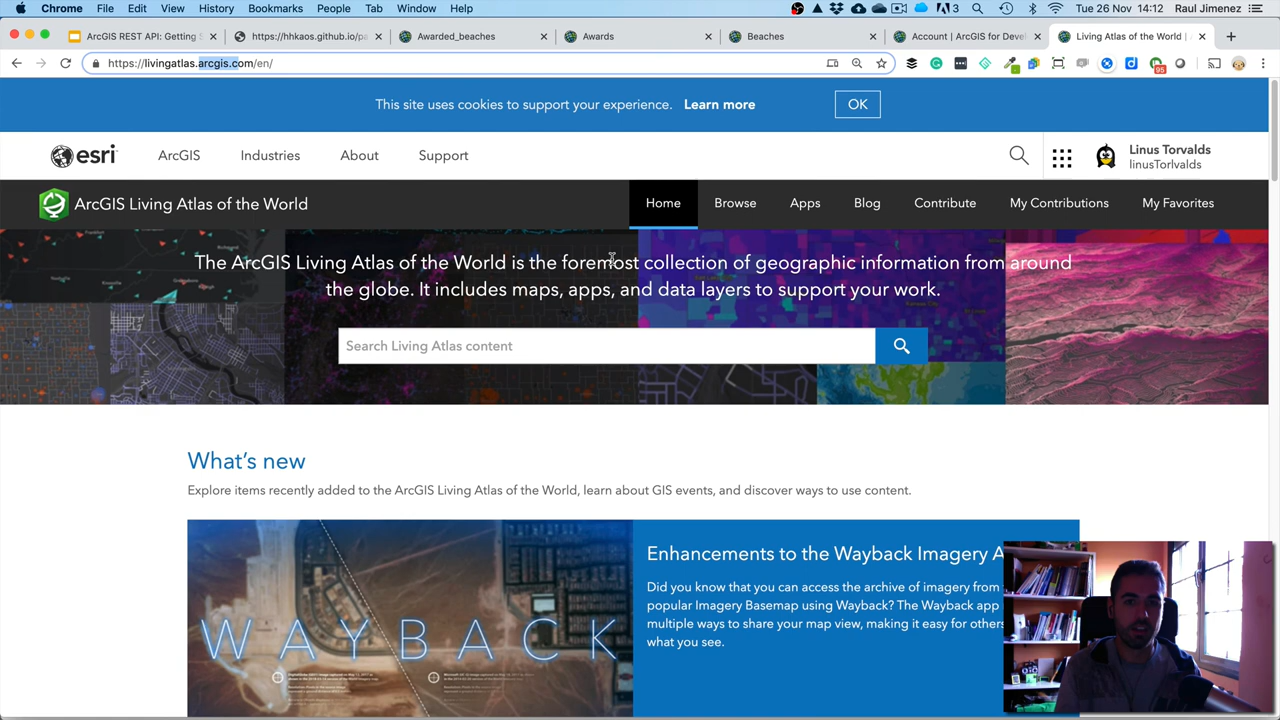 Chrome File Edit View History Bookmarks People Tab Window Help 3 Tue 26 Nov 14:12 Raul Jimenez
ArcGIS REST API: Getting S https://hhkaos.github.io/pa Awarded_beaches Awards Beaches Account | ArcGIS for Devel Living Atlas of the World | A
https://livingatlas.arcgis.com/en/ 95
This site uses cookies to support your experience. Learn more OK
esri ArcGIS Industries About Support Linus Torvalds
linusTorlvalds
ArcGIS Living Atlas of the World Home Browse Apps Blog Contribute My Contributions My Favorites
The ArcGIS Living Atlas of the World is the foremost collection of geographic information from around
the globe. It includes maps, apps, and data layers to support your work.
Search Living Atlas content
What's new
Explore items recently added to the ArcGIS Living Atlas of the World, learn about GIS events, and discover ways to use content.
WAYBACK
Enhancements to the Wayback Imagery A
Did you know that you can access the archive of imagery from
popular Imagery Basemap using Wayback? The Wayback app
multiple ways to share your map view, making it easy for others
what you see.